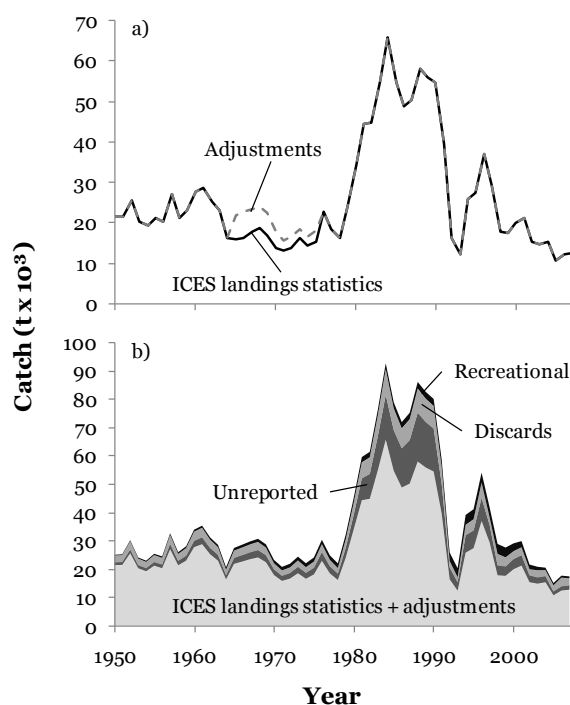 a)
70
60
50
40
30
20
10
0
Adjustments
ICES landings statistics
Catch (t x 10³)
b)
100
90
80
70
60
50
40
30
20
10
0
Recreational
Discards
Unreported
ICES landings statistics + adjustments
1950 1960 1970 1980 1990 2000
Year